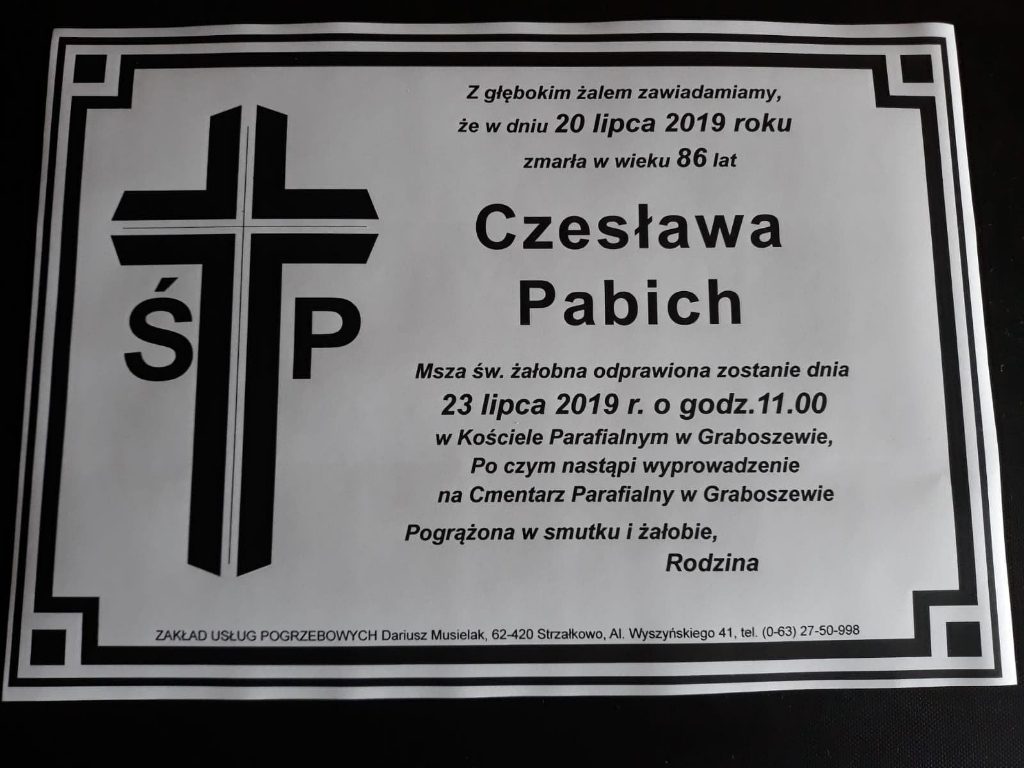 Z głębokim żalem zawiadamiamy,
że w dniu 20 lipca 2019 roku
zmarła w wieku 86 lat
Czesława
Pabich
Ś P
Msza św. żałobna odprawiona zostanie dnia
23 lipca 2019 r. o godz.11.00
w Kościele Parafialnym w Graboszewie,
Po czym nastąpi wyprowadzenie
na Cmentarz Parafialny w Graboszewie
Pogrążona w smutku i żałobie,
Rodzina
ZAKŁAD USŁUG POGRZEBOWYCH Dariusz Musielak, 62-420 Strzałkowo, Al. Wyszyńskiego 41, tel. (0-63) 27-50-998